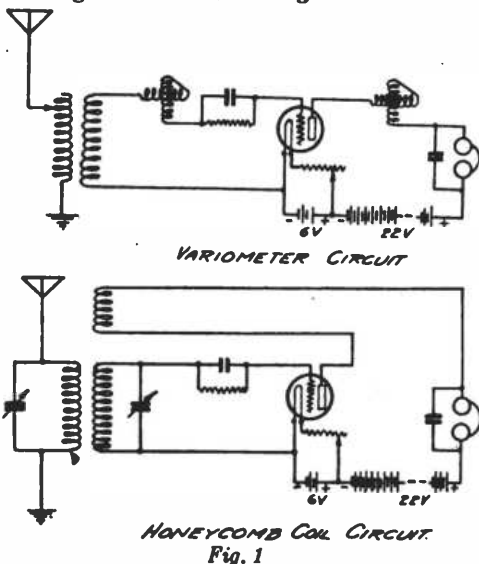 - 6V + - 22V +
VARIOMETER CIRCUIT
- 6V + - 22V +
HONEYCOMB COIL CIRCUIT.
Fig. 1